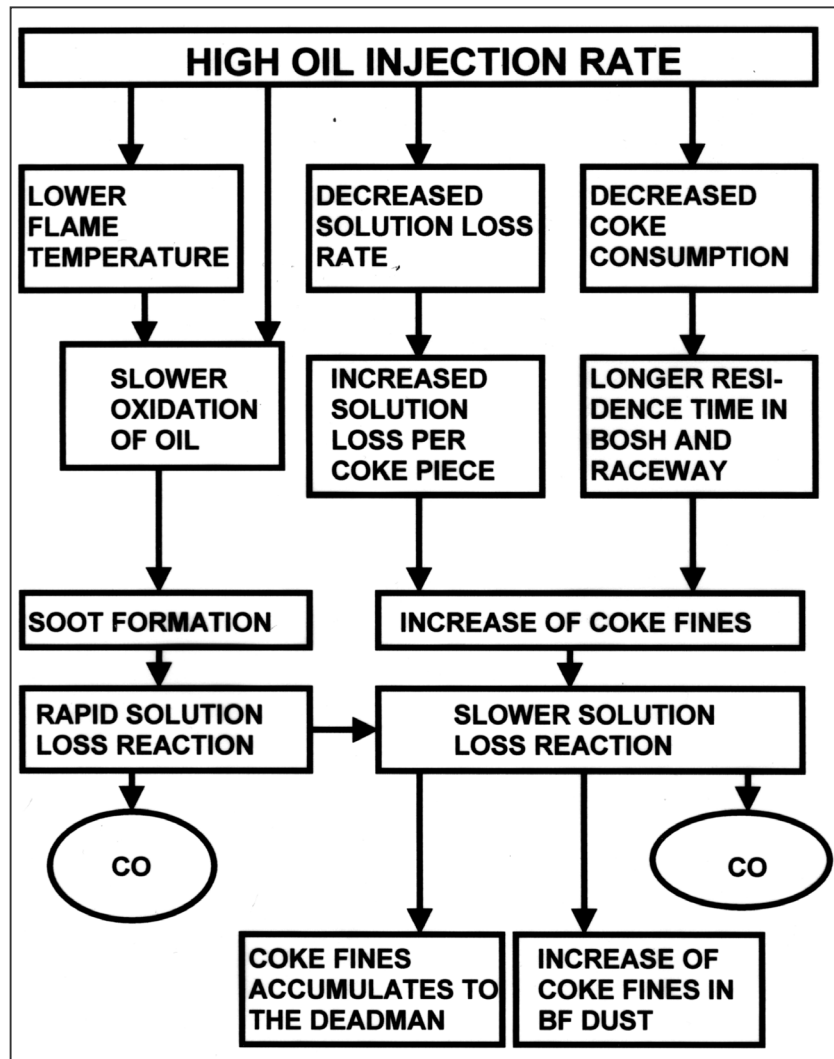 HIGH OIL INJECTION RATE
LOWER
FLAME
TEMPERATURE
DECREASED
SOLUTION LOSS
RATE
DECREASED
COKE
CONSUMPTION
SLOWER
OXIDATION
OF OIL
INCREASED
SOLUTION
LOSS PER
COKE PIECE
LONGER RESI-
DENCE TIME IN
BOSH AND
RACEWAY
SOOT FORMATION
INCREASE OF COKE FINES
RAPID SOLUTION
LOSS REACTION
SLOWER SOLUTION
LOSS REACTION
CO
CO
COKE FINES
ACCUMULATES TO
THE DEADMAN
INCREASE OF
COKE FINES IN
BF DUST